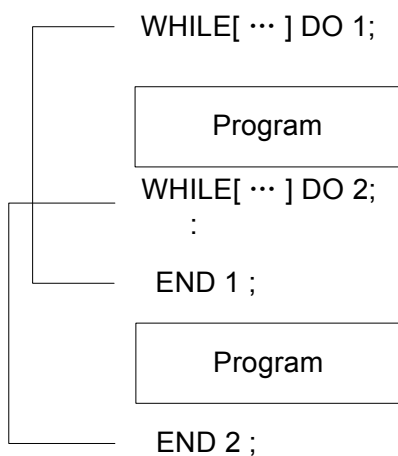 WHILE[ ··· ] DO 1;
Program
WHILE[ ··· ] DO 2;
:
END 1 ;
Program
END 2 ;